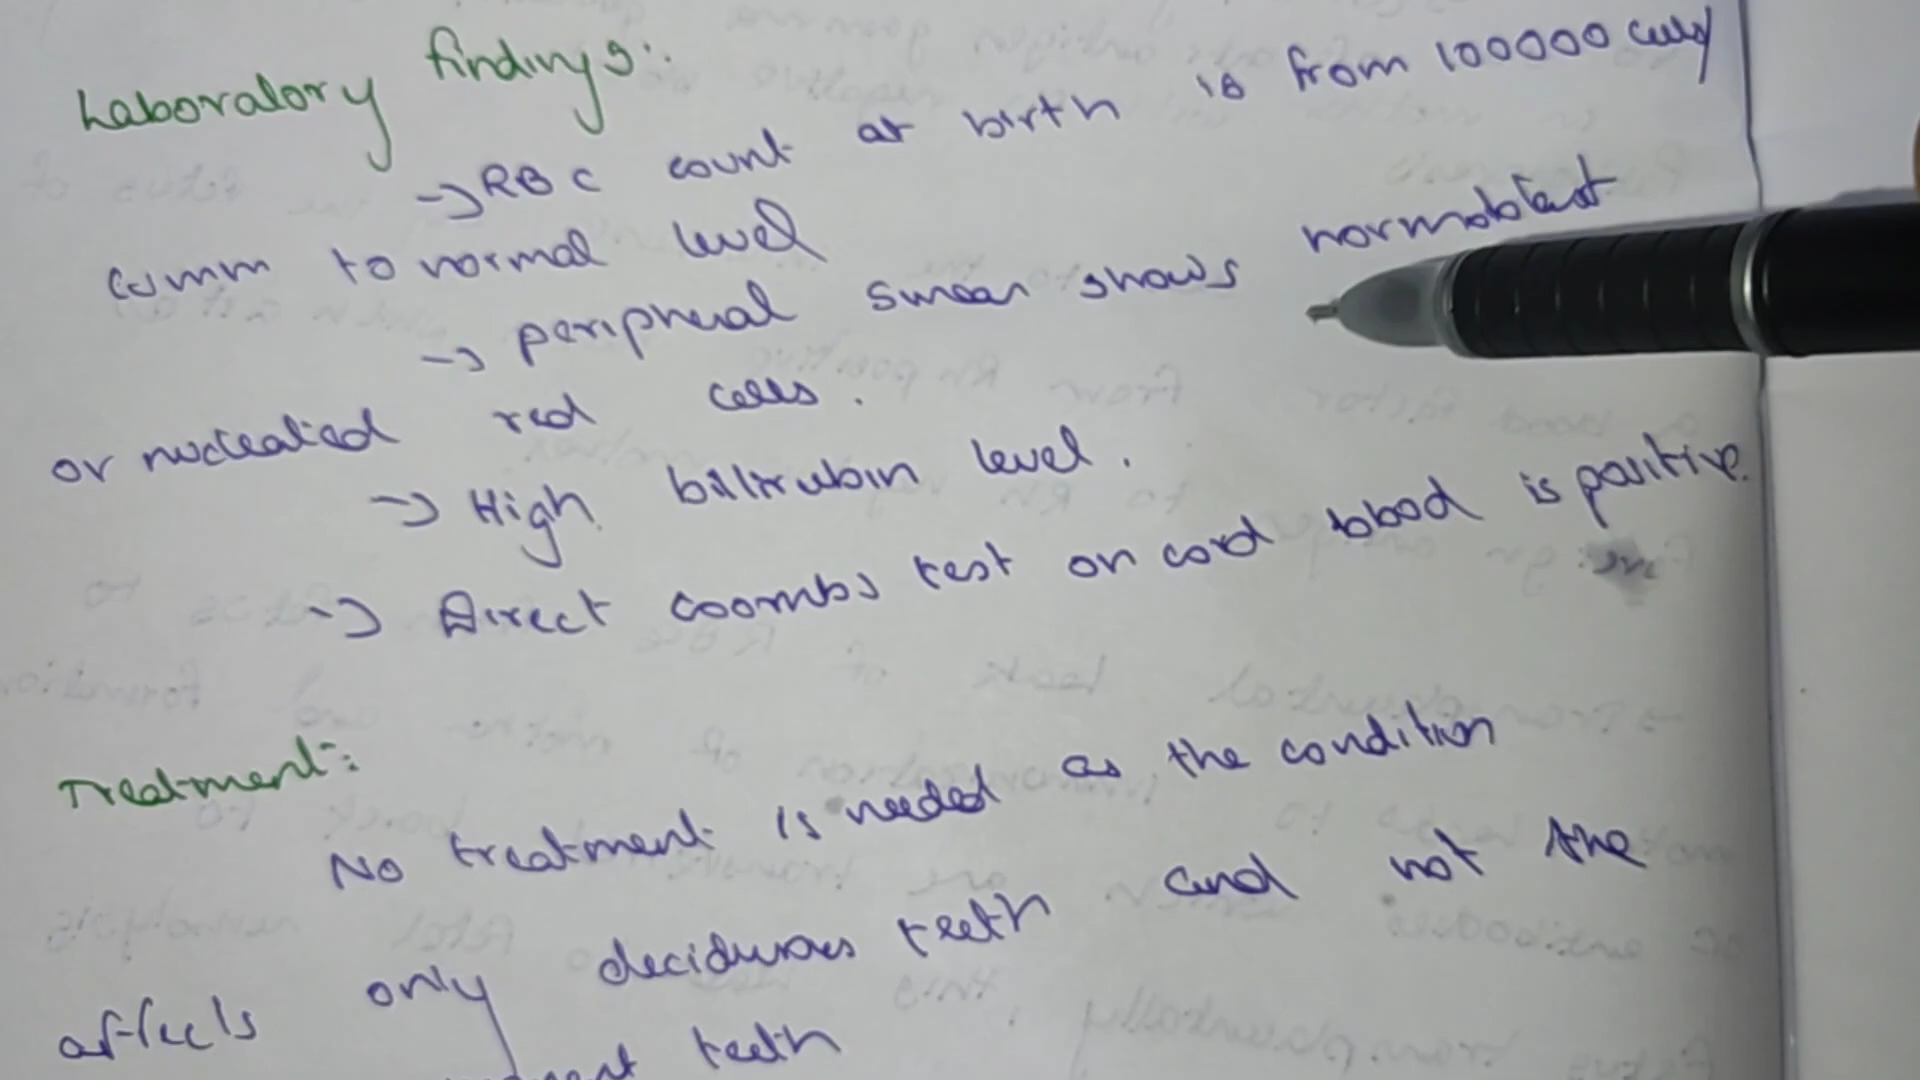 Laboratory findings:
→ RBC count at birth is from 100000 cells/
cumm to normal level
→ peripheral smear shows normoblast
or nucleated red cells.
→ High bilirubin level.
→ Direct coombs test on cord blood is positive.
Treatment:
No treatment is needed as the condition
affects only deciduous teeth and not the
teeth